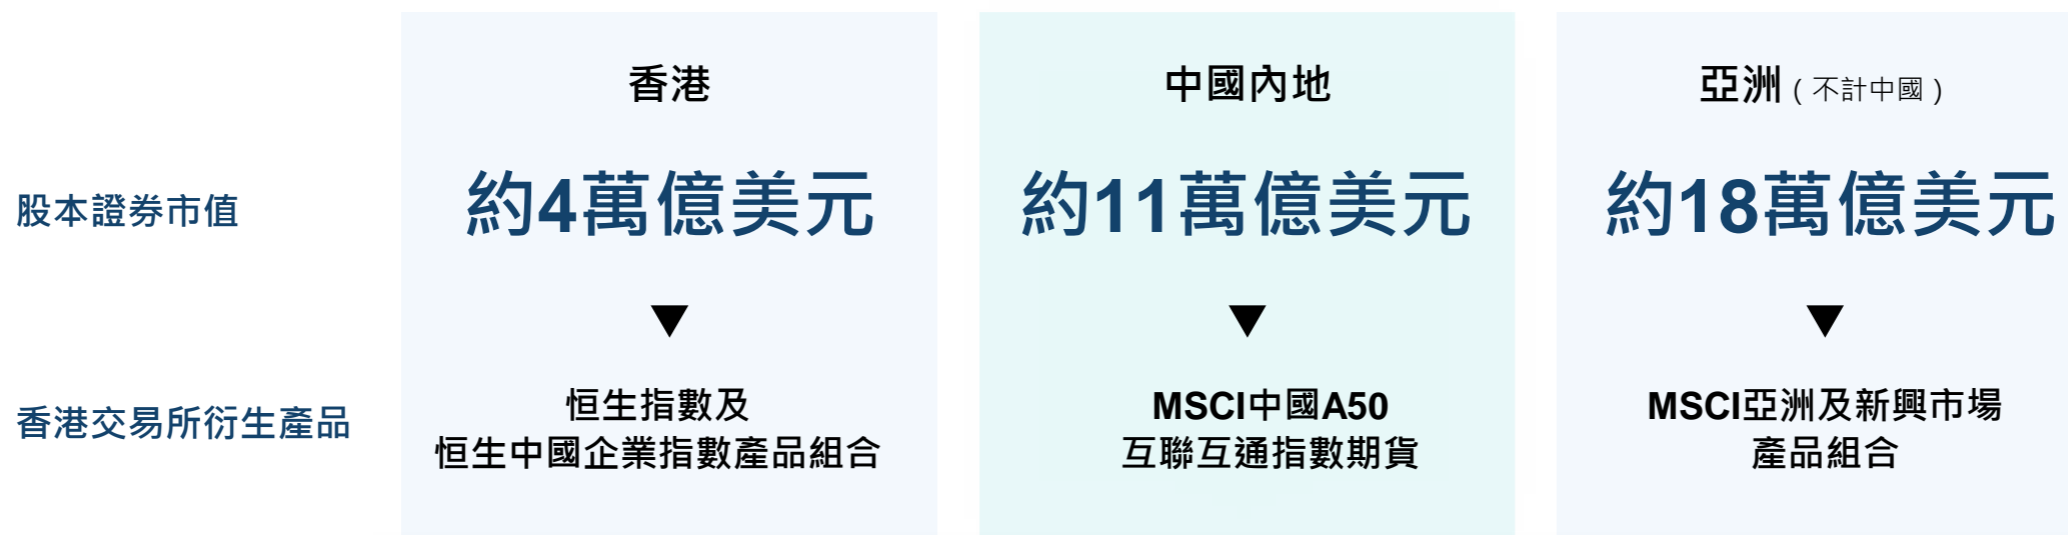 香港
中國內地
亞洲（不計中國）
股本證券市值
約4萬億美元
約11萬億美元
約18萬億美元
香港交易所衍生產品
恒生指數及
恒生中國企業指數產品組合
MSCI中國A50
互聯互通指數期貨
MSCI亞洲及新興市場
產品組合